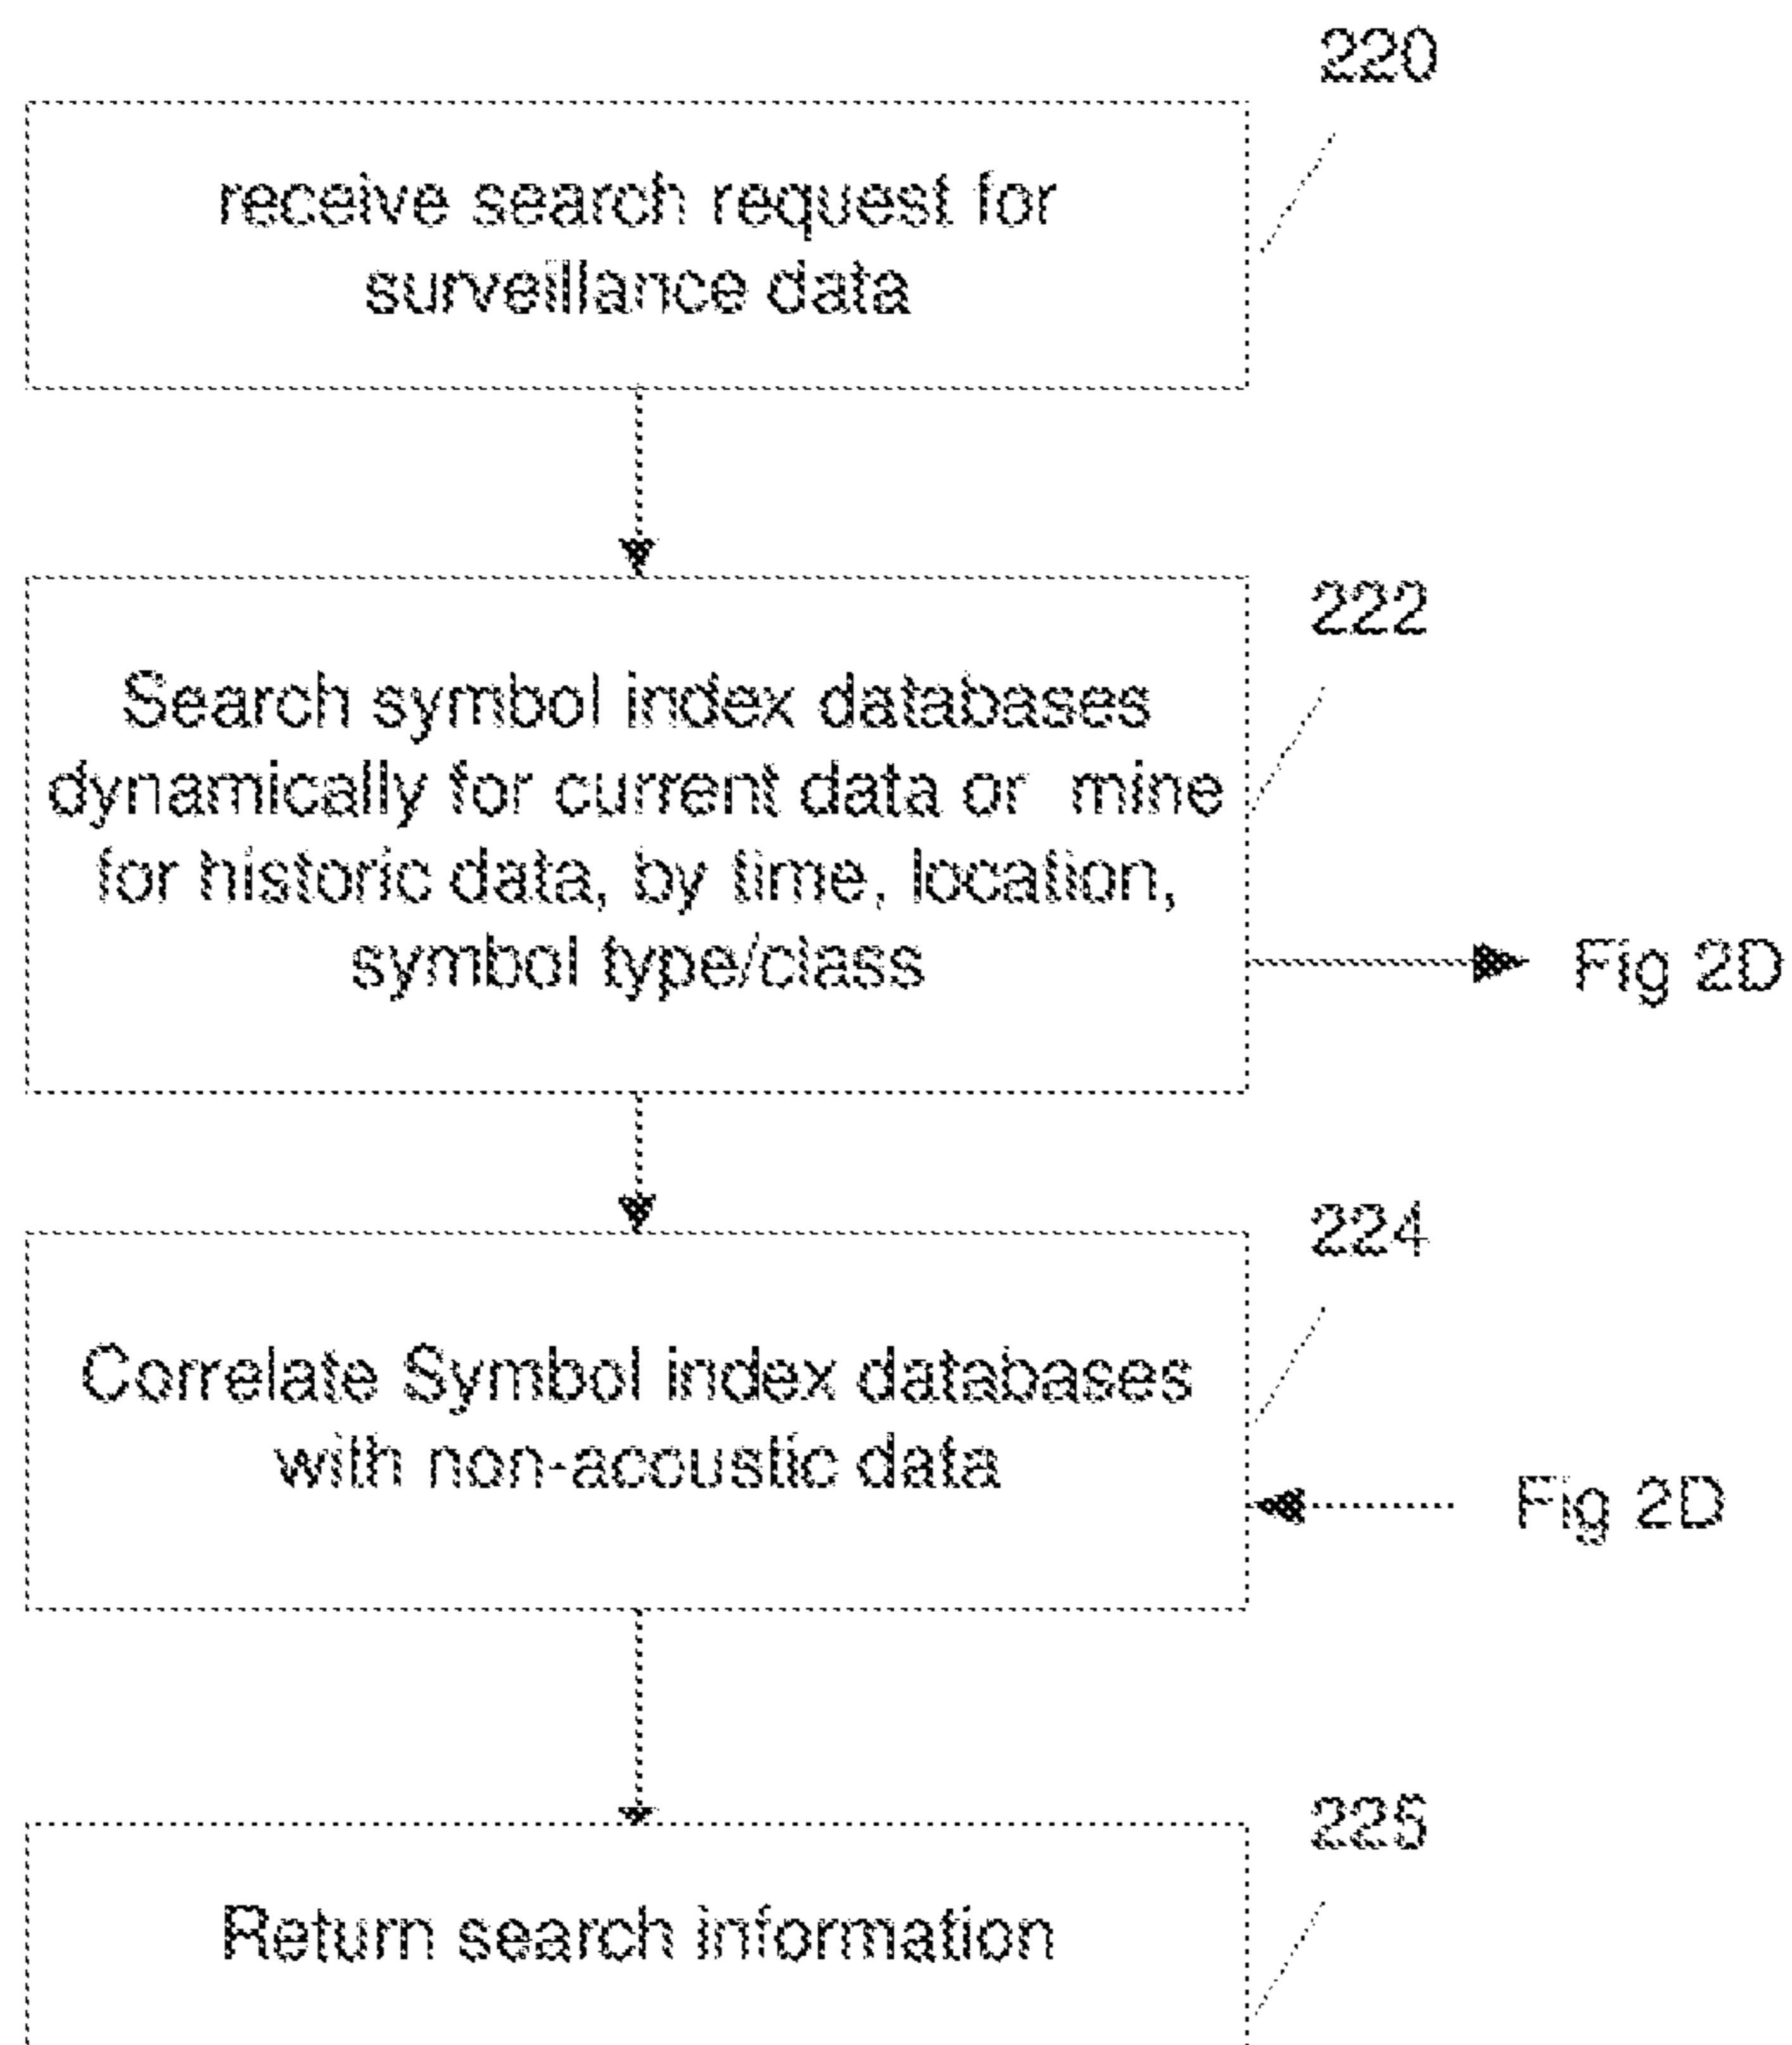 220
receive search request for
surveillance data
222
Search symbol index databases
dynamically for current data or mine
for historic data, by time, location,
symbol type/class
Fig 2D
224
Correlate Symbol index databases
with non-accustic data
Fig 2D
Return search information